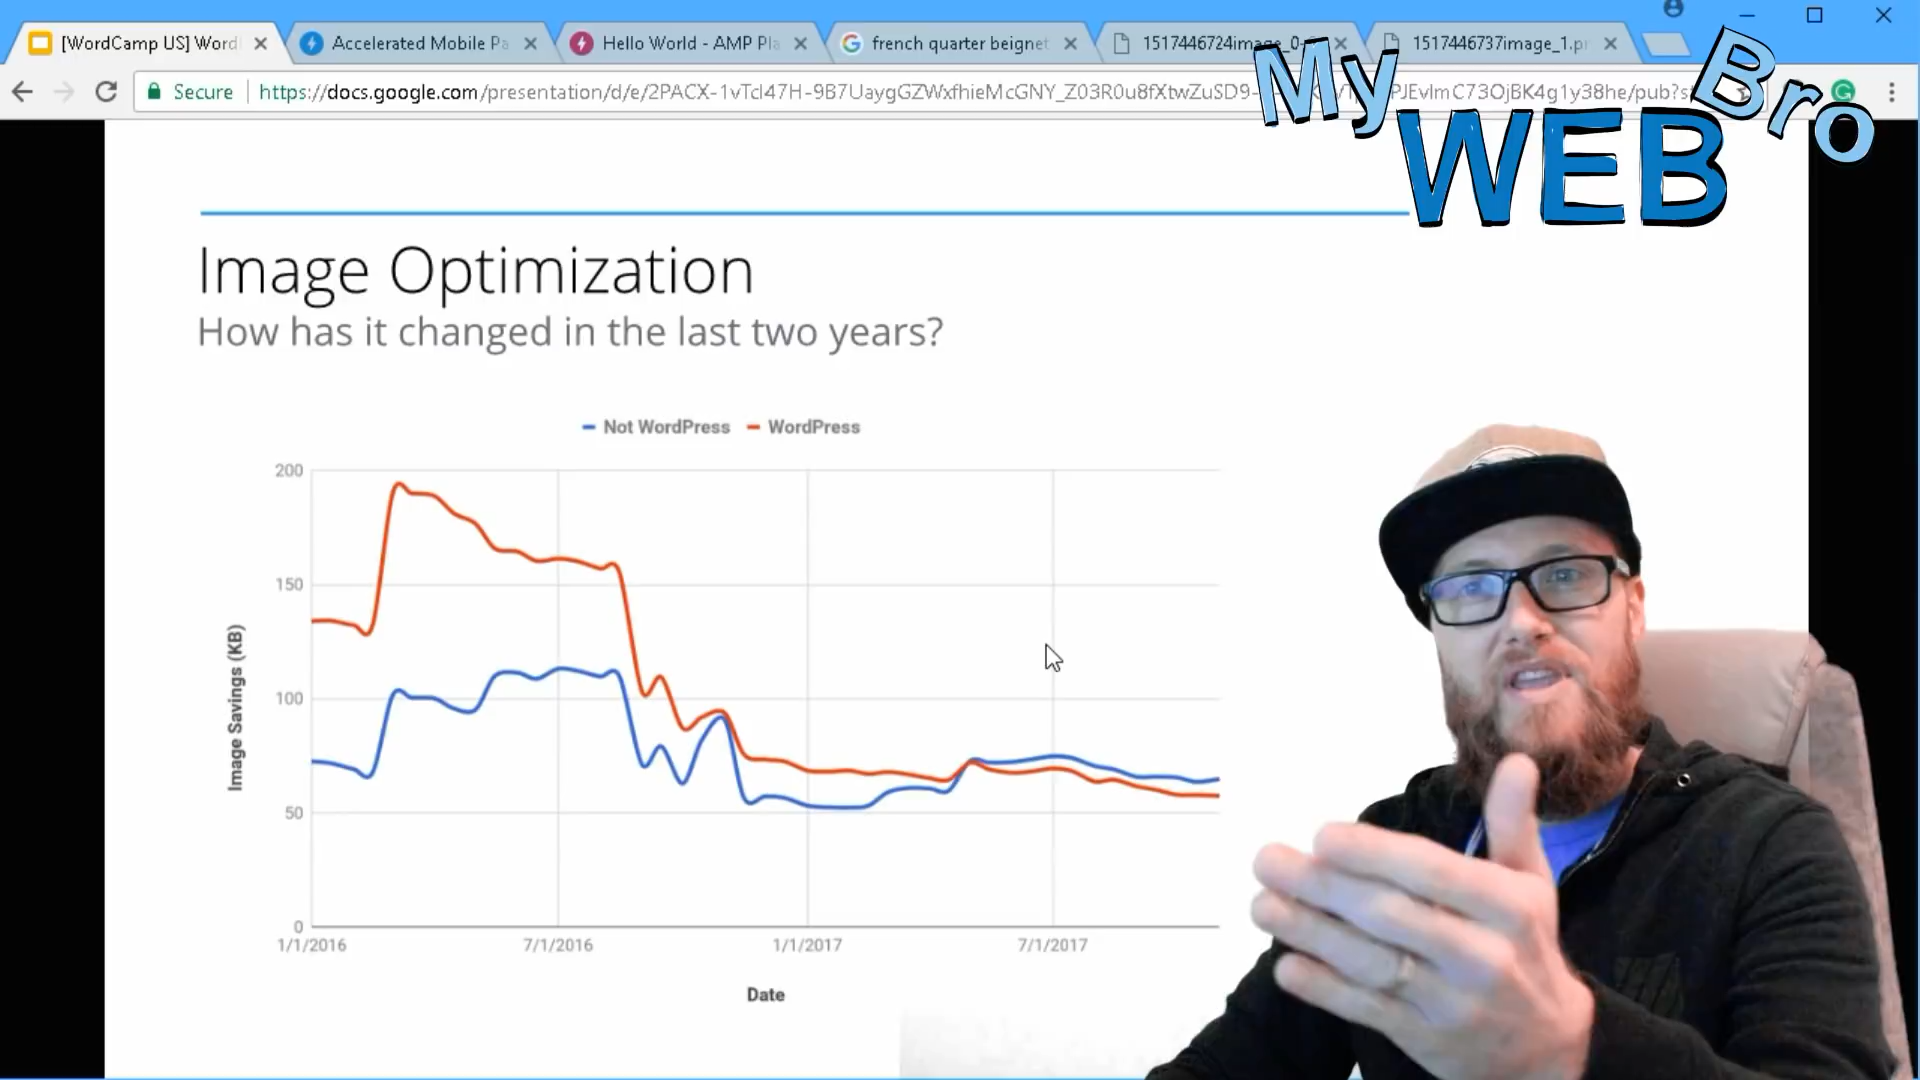 [WordCamp US] Word
Accelerated Mobile Pa
Hello World - AMP Pla
french quarter beignet
1517446724image_0-
1517446737image_1.pr
Secure
https://docs.google.com/presentation/d/e/2PACX-1vTcl47H-9B7UaygGZWxfhieMcGNY_Z03R0u8fXtwZuSD9-
PJEvlmC73OjBK4g1y38he/pub?s
My
WEB
Bro
Image Optimization
How has it changed in the last two years?
Not WordPress
WordPress
200
150
100
50
0
Image Savings (KB)
1/1/2016
7/1/2016
1/1/2017
7/1/2017
Date